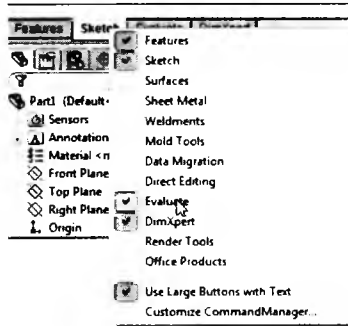 Features Sketch
Features
Sketch
Surfaces
Sheet Metal
Weldments
Mold Tools
Data Migration
Direct Editing
Evaluate
DimXpert
Render Tools
Office Products
Use Large Buttons with Text
Customize CommandManager...
Part1 (Default
Sensors
Annotation
Material <n
Front Plane
Top Plane
Right Plane
Origin